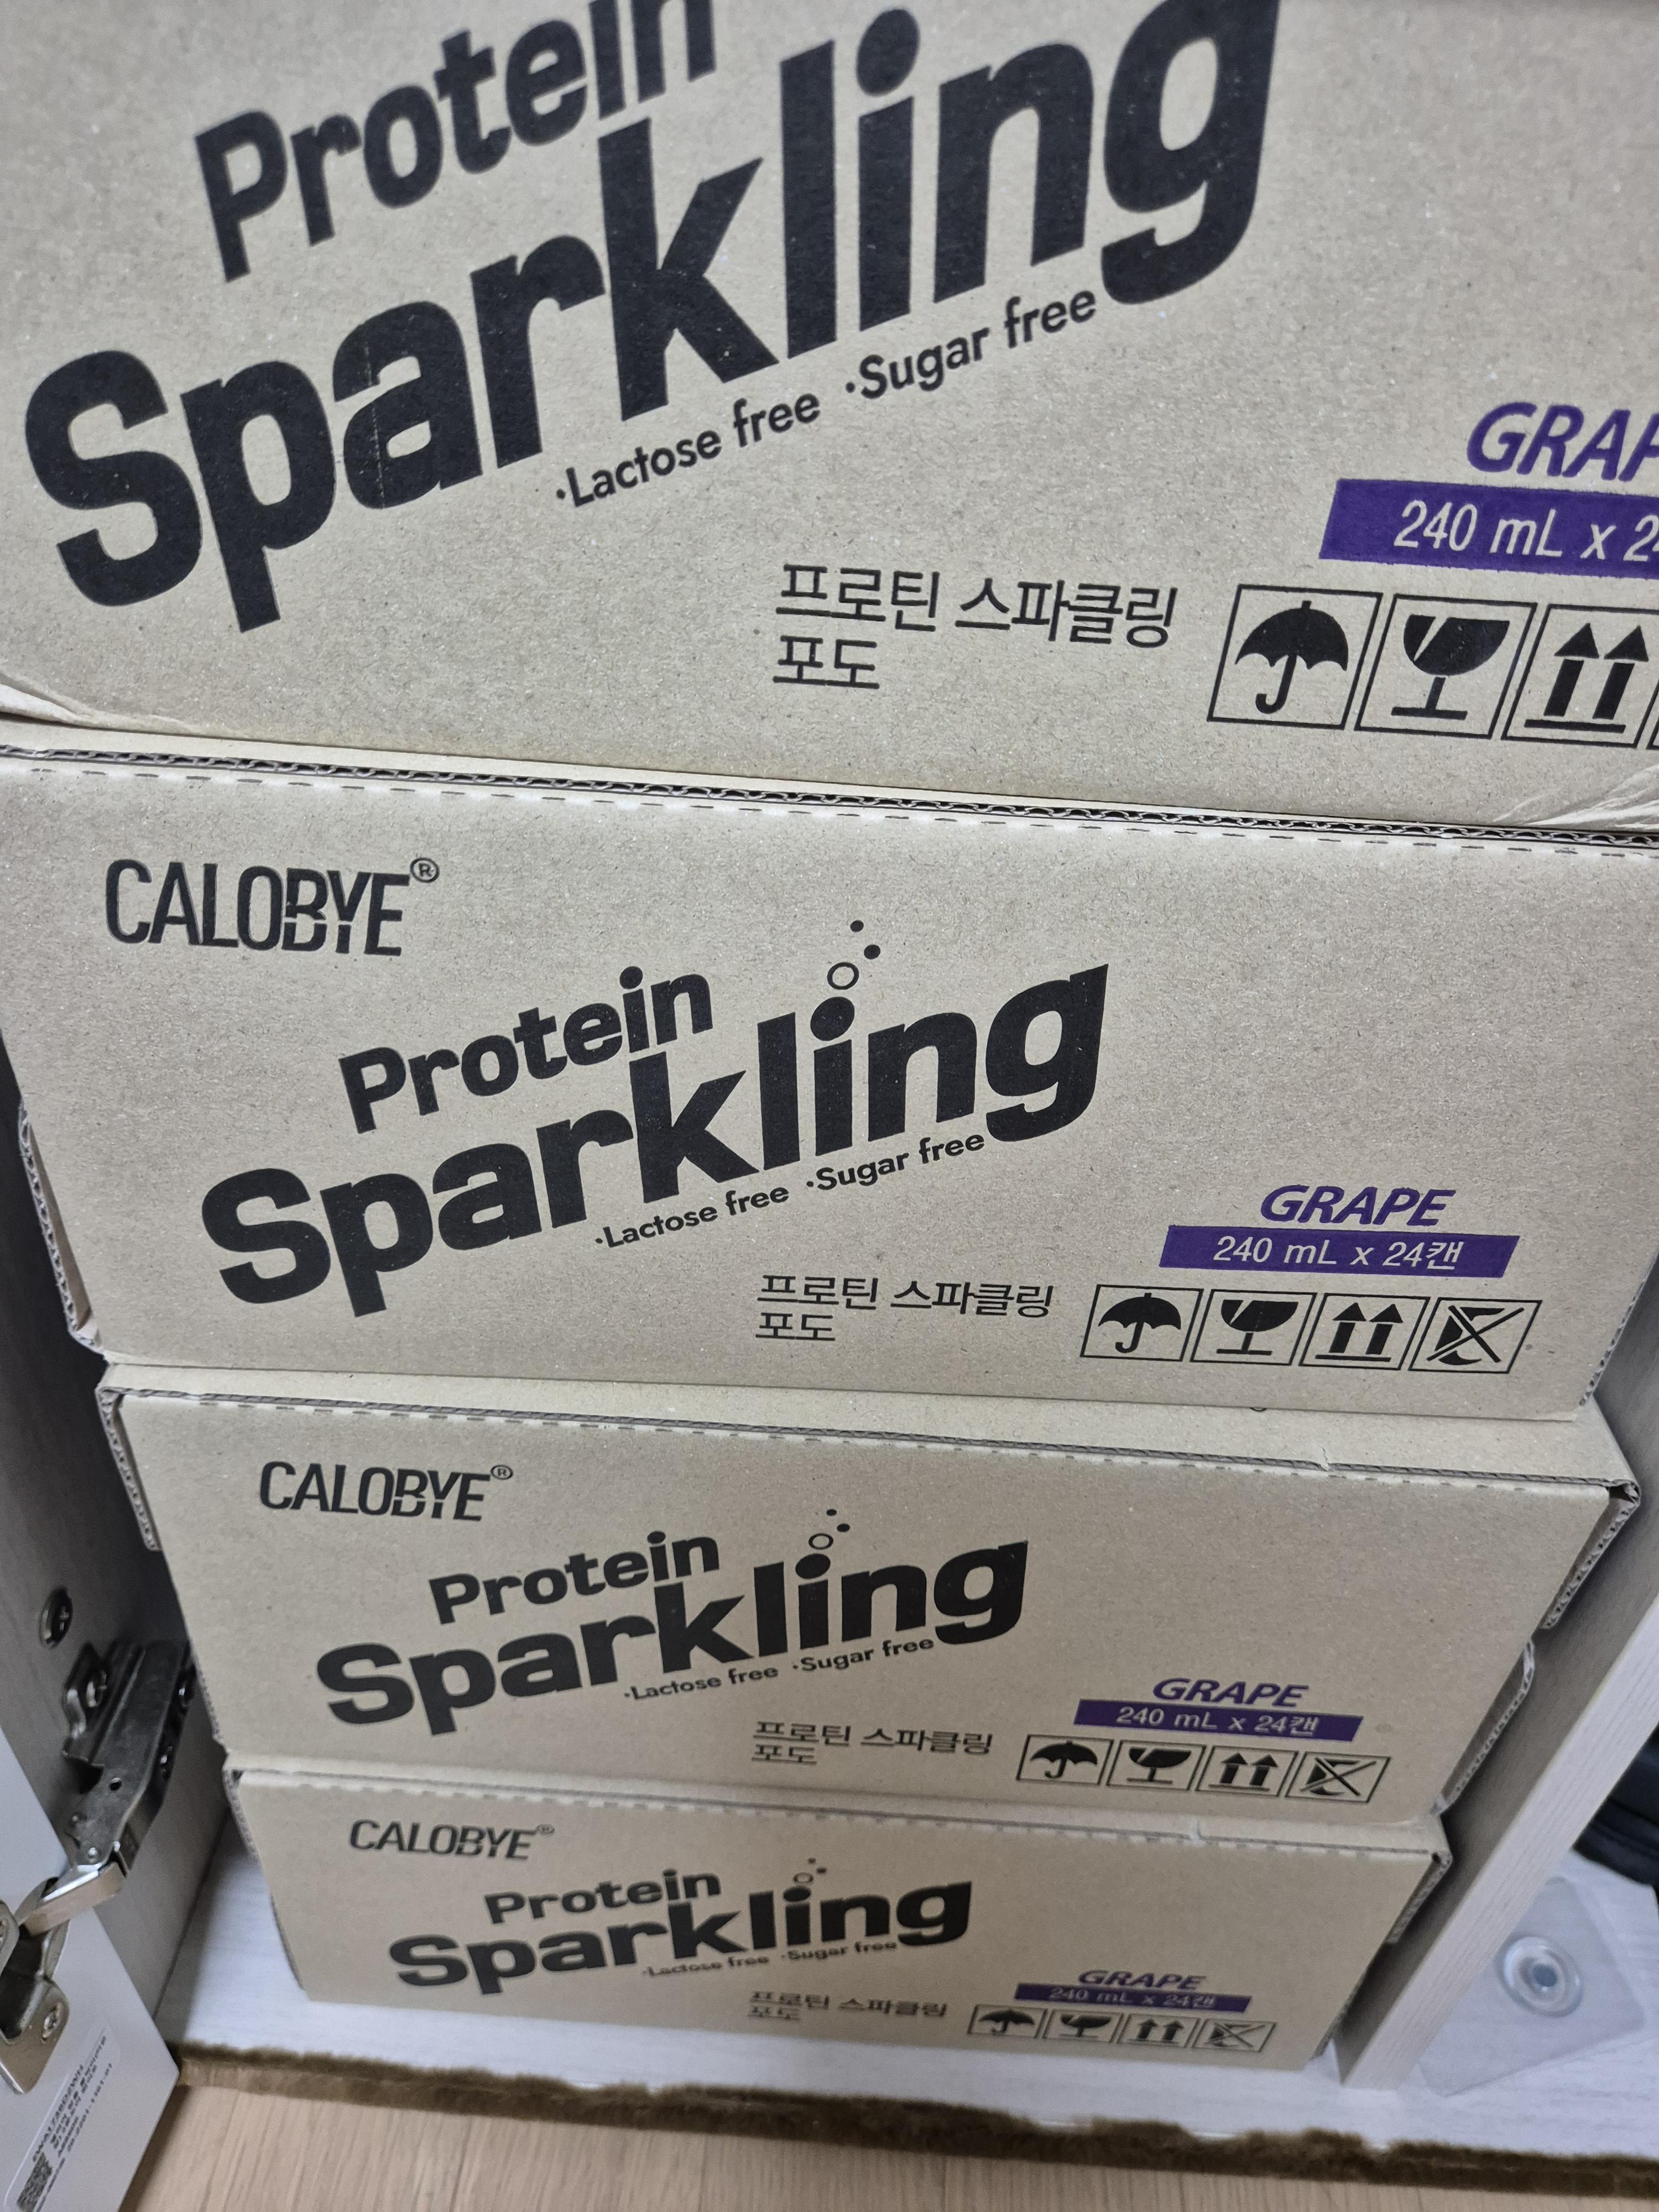 Protein
Sparkling
·Lactose free ·Sugar free
240 mL x
프로틴 스파클링
포도
CALOBYE®
Protein
Sparkling
·Lactose free ·Sugar free
GRAPE
240 mL x 24캔
프로틴 스파클링
포도
CALOBYE®
Protein
Sparkling
·Lactose free ·Sugar free
GRAPE
240 mL x 24캔
프로틴 스파클링
포도
CALOBYE®
Protein
Sparkling
·Lactose free ·Sugar free
GRAPE
240 mL x 24캔
프로틴 스파클링
포도